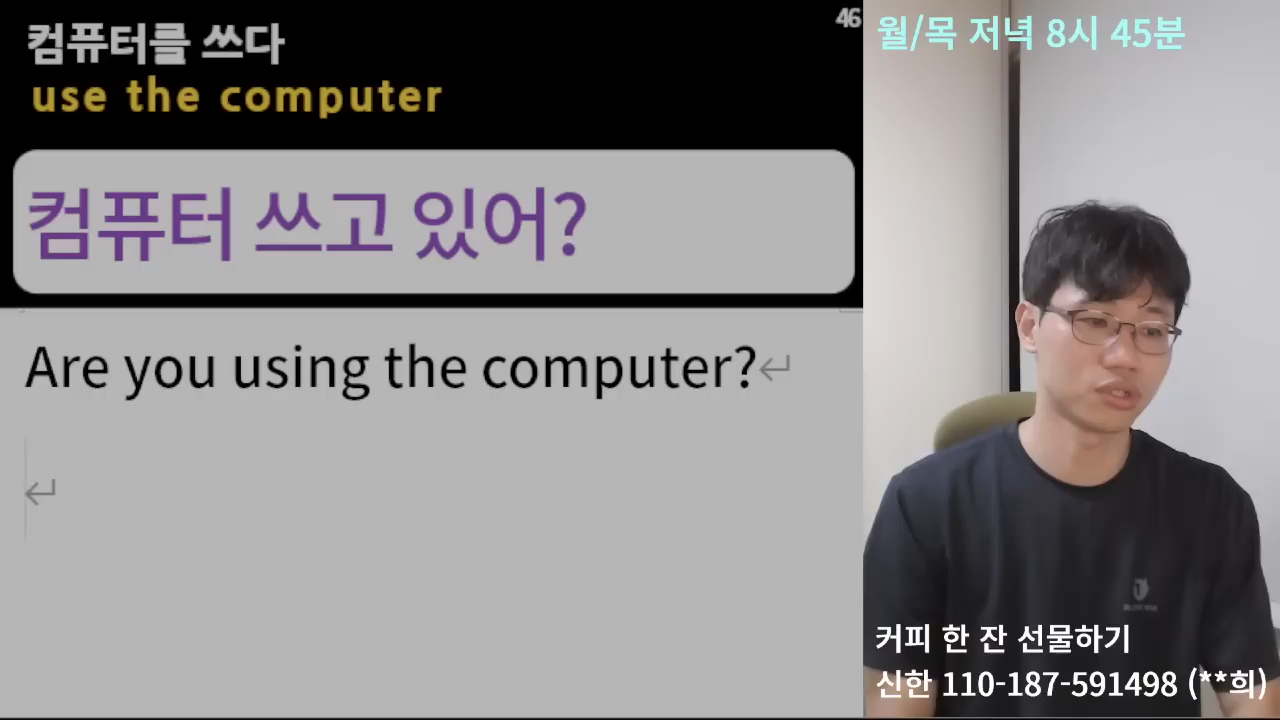 컴퓨터를 쓰다
46
use the computer
컴퓨터 쓰고 있어?
Are you using the computer?↵
↵
월/목 저녁 8시 45분
커피 한 잔 선물하기
신한 110-187-591498 (**희)